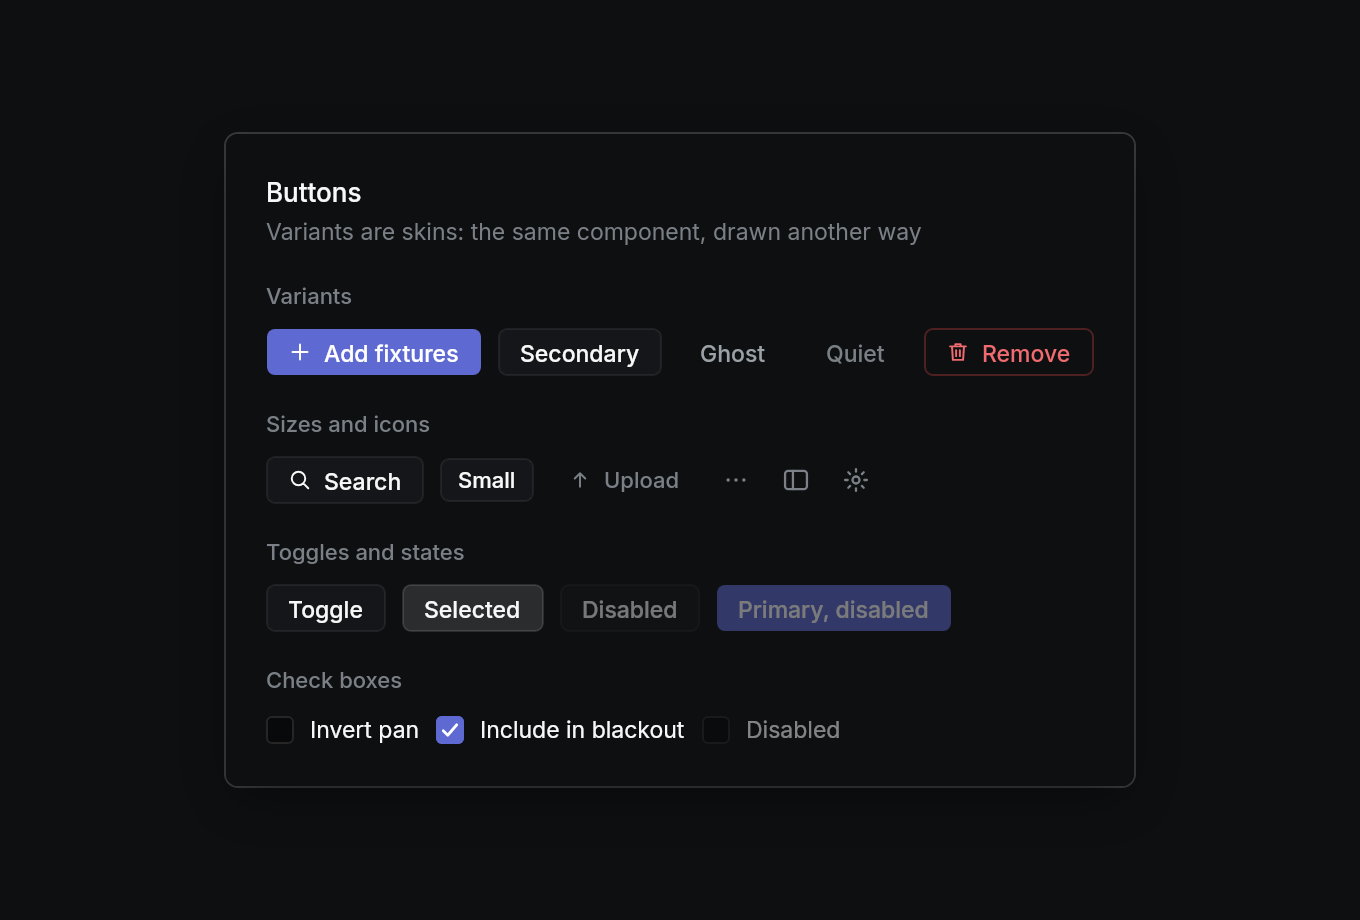 Buttons
Variants are skins: the same component, drawn another way
Variants
Add fixtures Secondary Ghost Quiet Remove
Sizes and icons
Search Small Upload
Toggles and states
Toggle Selected Disabled Primary, disabled
Check boxes
Invert pan Include in blackout Disabled